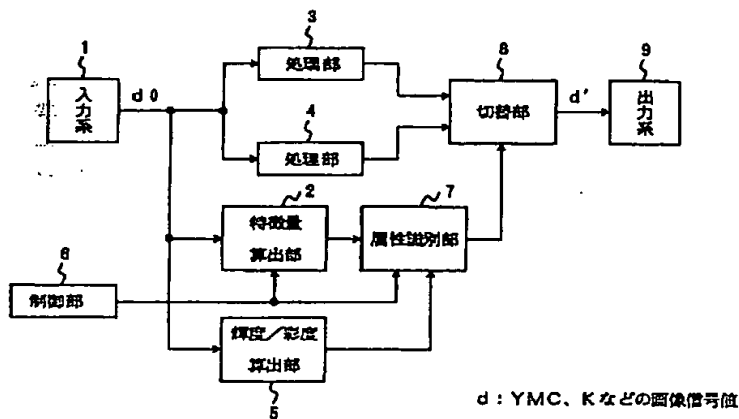 1
入力系
d0
3
処理部
4
処理部
8
切替部
d'
9
出力系
2
特徴量
算出部
7
属性識別部
6
制御部
輝度/彩度
算出部
5
d:YMC、Kなどの画像信号値